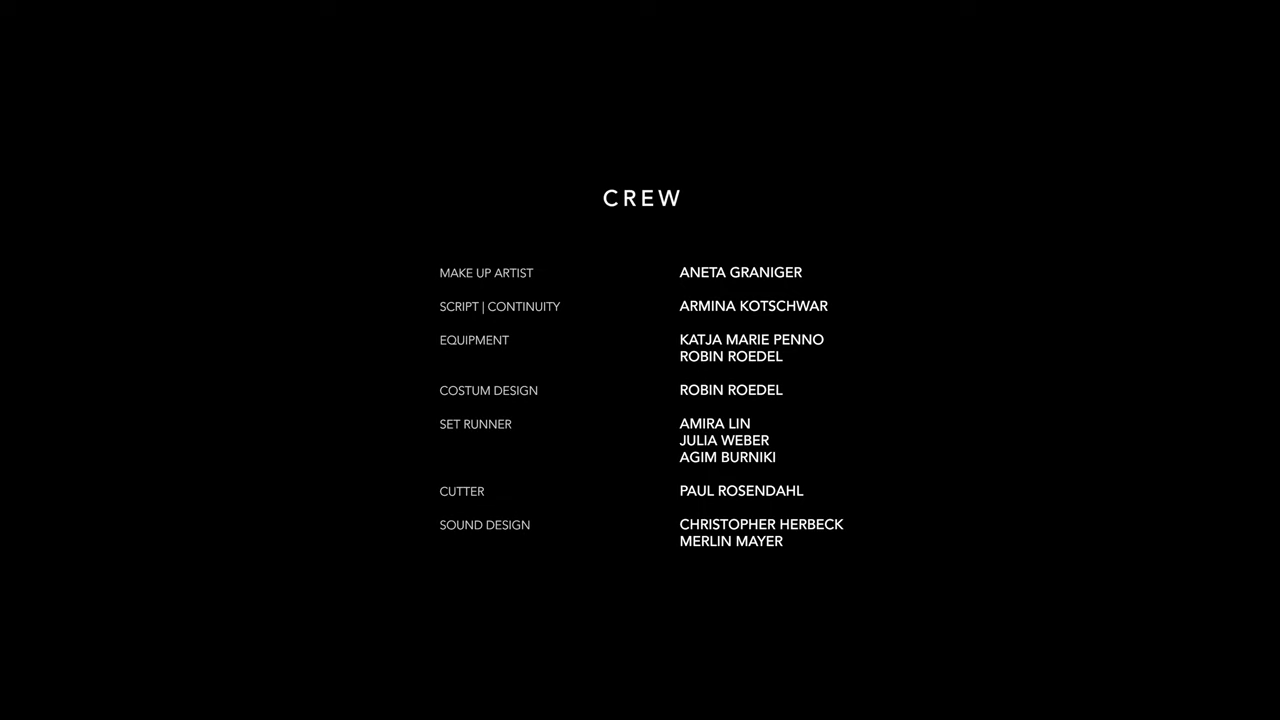 CREW
MAKE UP ARTIST ANETA GRANIGER
SCRIPT | CONTINUITY ARMINA KOTSCHWAR
EQUIPMENT KATJA MARIE PENNO
ROBIN ROEDEL
COSTUM DESIGN ROBIN ROEDEL
SET RUNNER AMIRA LIN
JULIA WEBER
AGIM BURNIKI
CUTTER PAUL ROSENDAHL
SOUND DESIGN CHRISTOPHER HERBECK
MERLIN MAYER